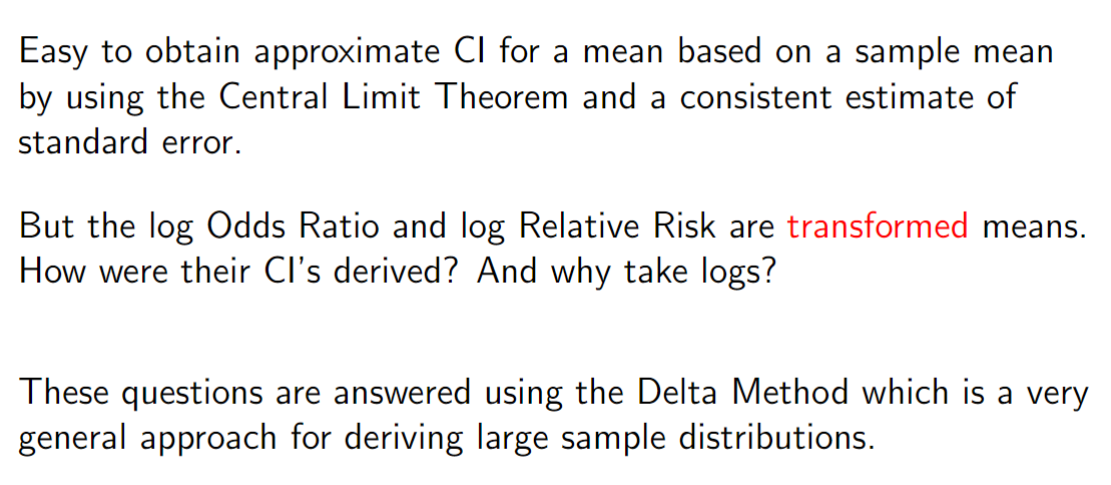 Easy to obtain approximate CI for a mean based on a sample mean
by using the Central Limit Theorem and a consistent estimate of
standard error.
But the log Odds Ratio and log Relative Risk are transformed means.
How were their CI's derived? And why take logs?
These questions are answered using the Delta Method which is a very
general approach for deriving large sample distributions.